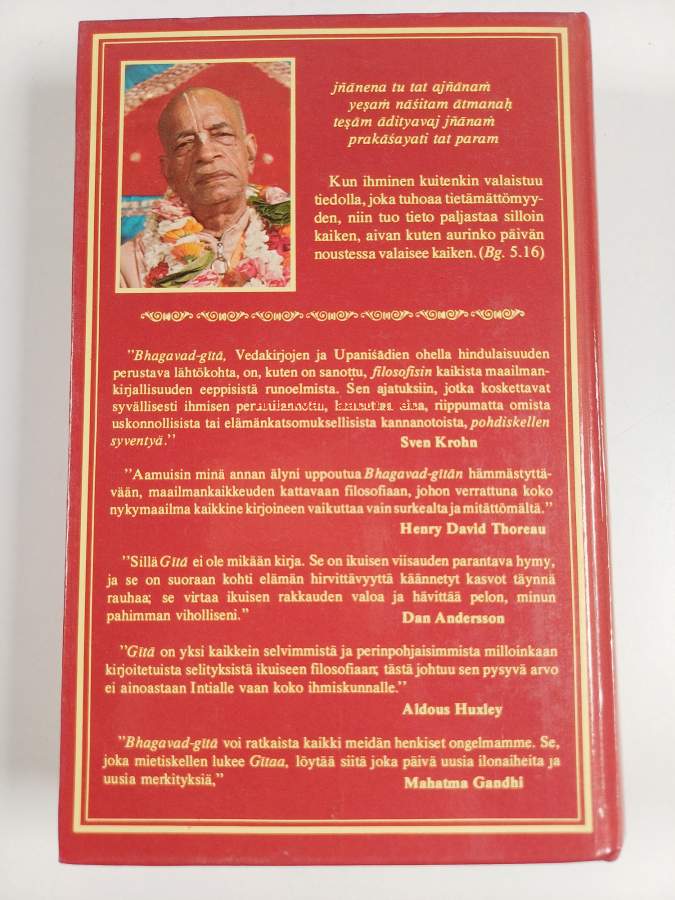 jñānena tu tat ajñānaṁ
yeṣaṁ nāśitam ātmanaḥ
teṣām ādityavaj jñānaṁ
prakāśayati tat param
Kun ihminen kuitenkin valaistuu
tiedolla, joka tuhoaa tietämättömyy-
den, niin tuo tieto paljastaa silloin
kaiken, aivan kuten aurinko päivän
noustessa valaisee kaiken. (Bg. 5.16)
”Bhagavad-gītā, Vedakirjojen ja Upaniśādien ohella hindulaisuuden
perustava lähtökohta, on, kuten on sanottu, filosofisin kaikista maailman-
kirjallisuuden eeppisistä runoelmista. Sen ajatuksiin, jotka koskettavat
syvällisesti ihmisen riippumatta omista
uskonnollisista tai elämänkatsomuksellisista kannanotoista, pohdiskellen
syventyä.”
Sven Krohn
”Aamuisin minä annan älyni uppoutua Bhagavad-gītān hämmästyttä-
vään, maailmankaikkeuden kattavaan filosofiaan, johon verrattuna koko
nykymaailma kaikkine kirjoineen vaikuttaa vain surkealta ja mitättömältä.”
Henry David Thoreau
”Sillä Gītā ei ole mikään kirja. Se on ikuisen viisauden parantava hymy,
ja se on suoraan kohti elämän hirvittävyyttä käännetyt kasvot täynnä
rauhaa; se virtaa ikuisen rakkauden valoa ja hävittää pelon, minun
pahimman viholliseni.”
Dan Andersson
”Gītā on yksi kaikkein selvimmistä ja perinpohjaisimmista milloinkaan
kirjoitetuista selityksistä ikuiseen filosofiaan; tästä johtuu sen pysyvä arvo
ei ainoastaan Intialle vaan koko ihmiskunnalle.”
Aldous Huxley
”Bhagavad-gītā voi ratkaista kaikki meidän henkiset ongelmamme. Se,
joka mietiskellen lukee Gītaa, löytää siitä joka päivä uusia ilonaiheita ja
uusia merkityksiä,”
Mahatma Gandhi